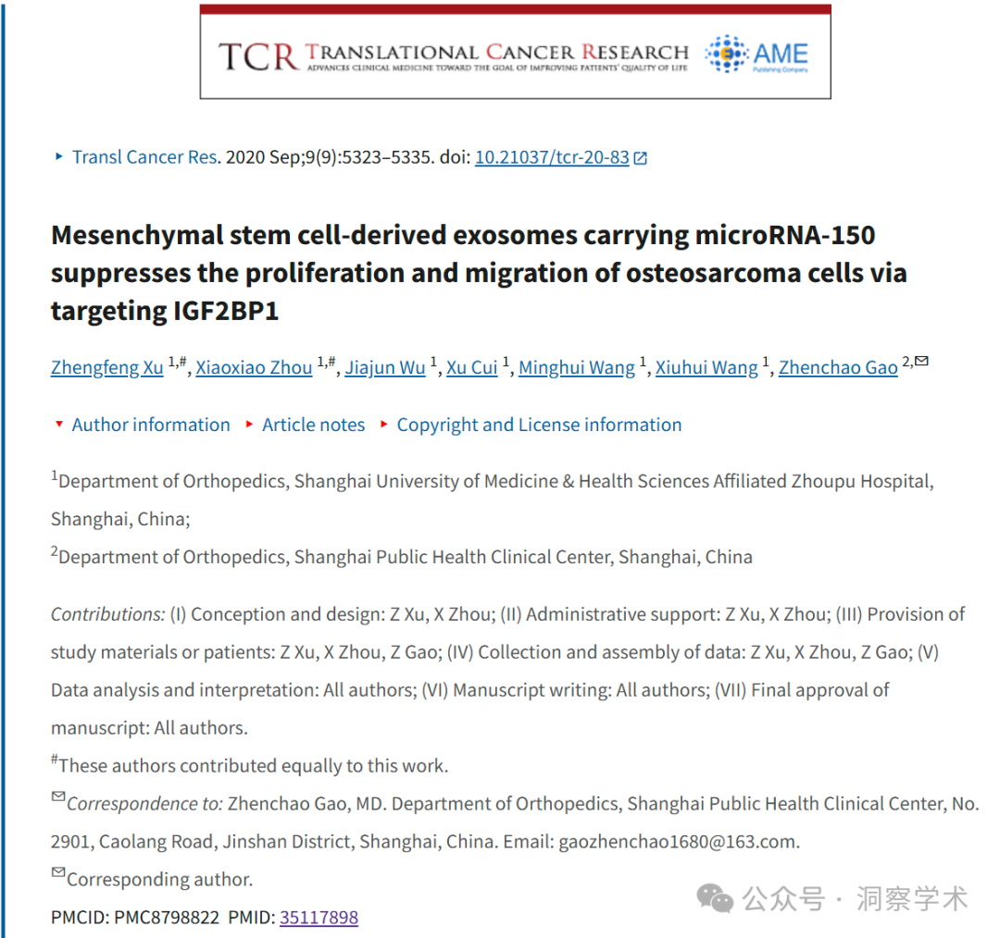 TCR TRANSLATIONAL CANCER RESEARCH
ADVANCES CLINICAL MEDICINE TOWARD THE GOAL OF IMPROVING PATIENTS' QUALITY OF LIFE
AME
Publishing Company
Transl Cancer Res. 2020 Sep;9(9):5323–5335. doi: 10.21037/tcr-20-83
Mesenchymal stem cell-derived exosomes carrying microRNA-150
suppresses the proliferation and migration of osteosarcoma cells via
targeting IGF2BP1
Zhengfeng Xu 1,#, Xiaoxiao Zhou 1,#, Jiajun Wu 1, Xu Cui 1, Minghui Wang 1, Xiuhui Wang 1, Zhenchao Gao 2,✉
Author information Article notes Copyright and License information
1Department of Orthopedics, Shanghai University of Medicine & Health Sciences Affiliated Zhoupu Hospital,
Shanghai, China;
2Department of Orthopedics, Shanghai Public Health Clinical Center, Shanghai, China
Contributions: (I) Conception and design: Z Xu, X Zhou; (II) Administrative support: Z Xu, X Zhou; (III) Provision of
study materials or patients: Z Xu, X Zhou, Z Gao; (IV) Collection and assembly of data: Z Xu, X Zhou, Z Gao; (V)
Data analysis and interpretation: All authors; (VI) Manuscript writing: All authors; (VII) Final approval of
manuscript: All authors.
#These authors contributed equally to this work.
✉Correspondence to: Zhenchao Gao, MD. Department of Orthopedics, Shanghai Public Health Clinical Center, No.
2901, Caolang Road, Jinshan District, Shanghai, China. Email: gaozhenchao1680@163.com.
✉Corresponding author.
PMCID: PMC8798822 PMID: 35117898
公众号 · 洞察学术